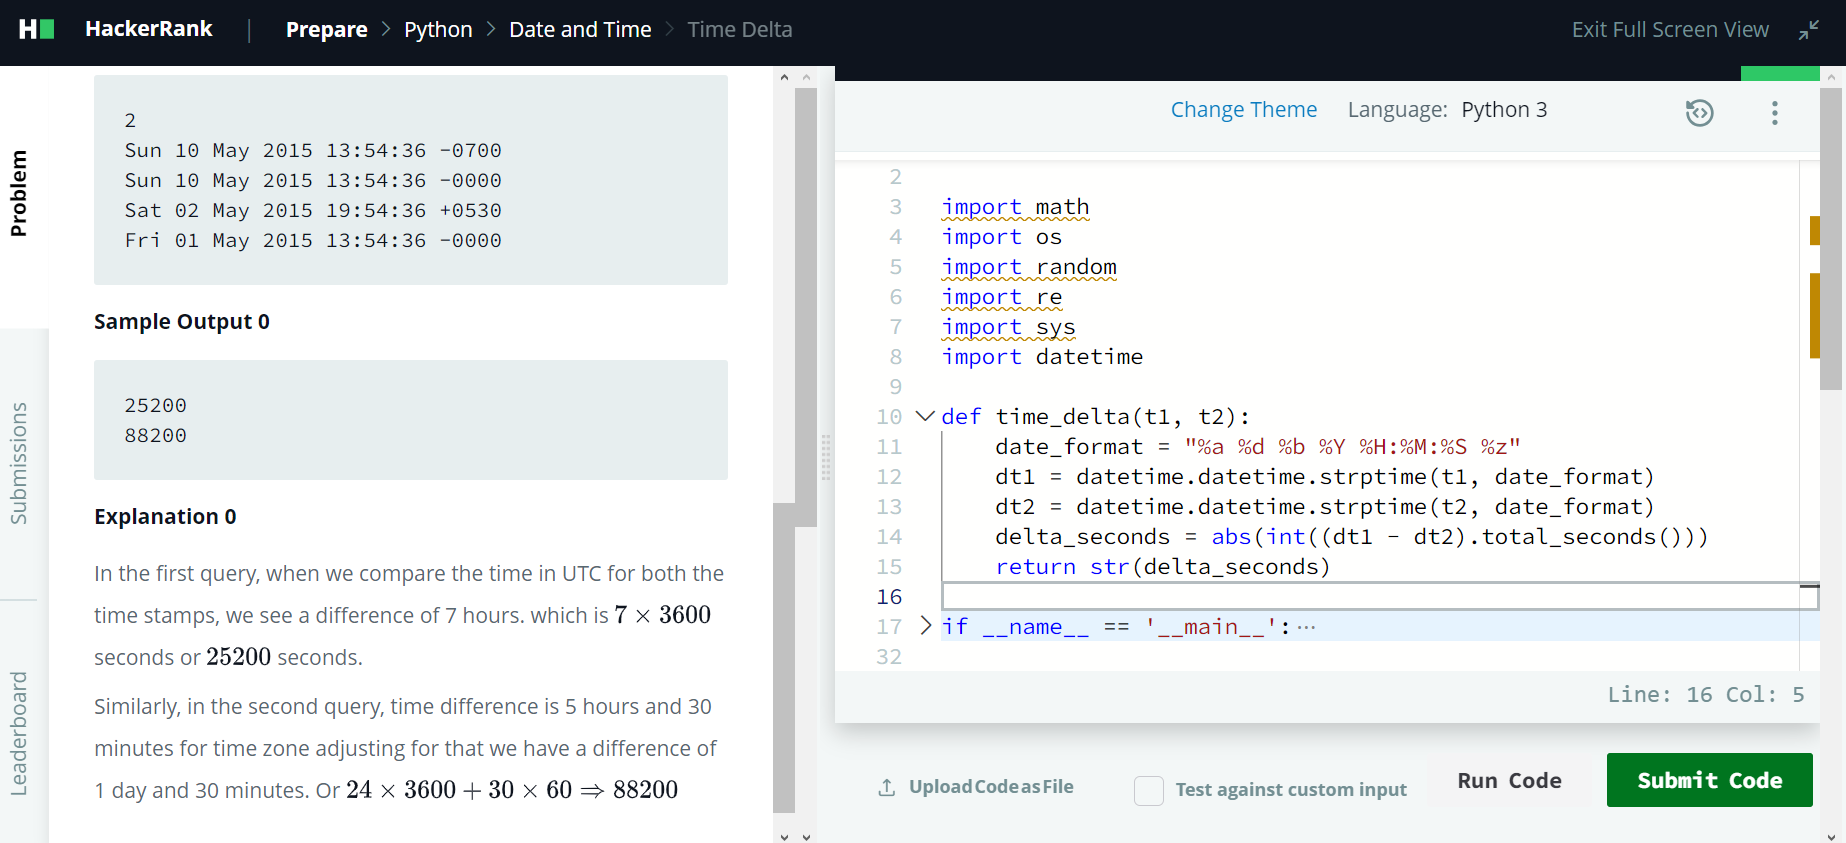 H HackerRank | Prepare > Python > Date and Time > Time Delta Exit Full Screen View
Problem
Submissions
Leaderboard
2
Sun 10 May 2015 13:54:36 -0700
Sun 10 May 2015 13:54:36 -0000
Sat 02 May 2015 19:54:36 +0530
Fri 01 May 2015 13:54:36 -0000
Sample Output 0
25200
88200
Explanation 0
In the first query, when we compare the time in UTC for both the
time stamps, we see a difference of 7 hours. which is 7 × 3600
seconds or 25200 seconds.
Similarly, in the second query, time difference is 5 hours and 30
minutes for time zone adjusting for that we have a difference of
1 day and 30 minutes. Or 24 × 3600 + 30 × 60 ⇒ 88200
Change Theme Language: Python 3
2
3 import math
4 import os
5 import random
6 import re
7 import sys
8 import datetime
9
10 def time_delta(t1, t2):
11     date_format = "%a %d %b %Y %H:%M:%S %z"
12     dt1 = datetime.datetime.strptime(t1, date_format)
13     dt2 = datetime.datetime.strptime(t2, date_format)
14     delta_seconds = abs(int((dt1 - dt2).total_seconds()))
15     return str(delta_seconds)
16
17 if __name__ == '__main__':···
32
Line: 16 Col: 5
Upload Code as File Test against custom input Run Code Submit Code